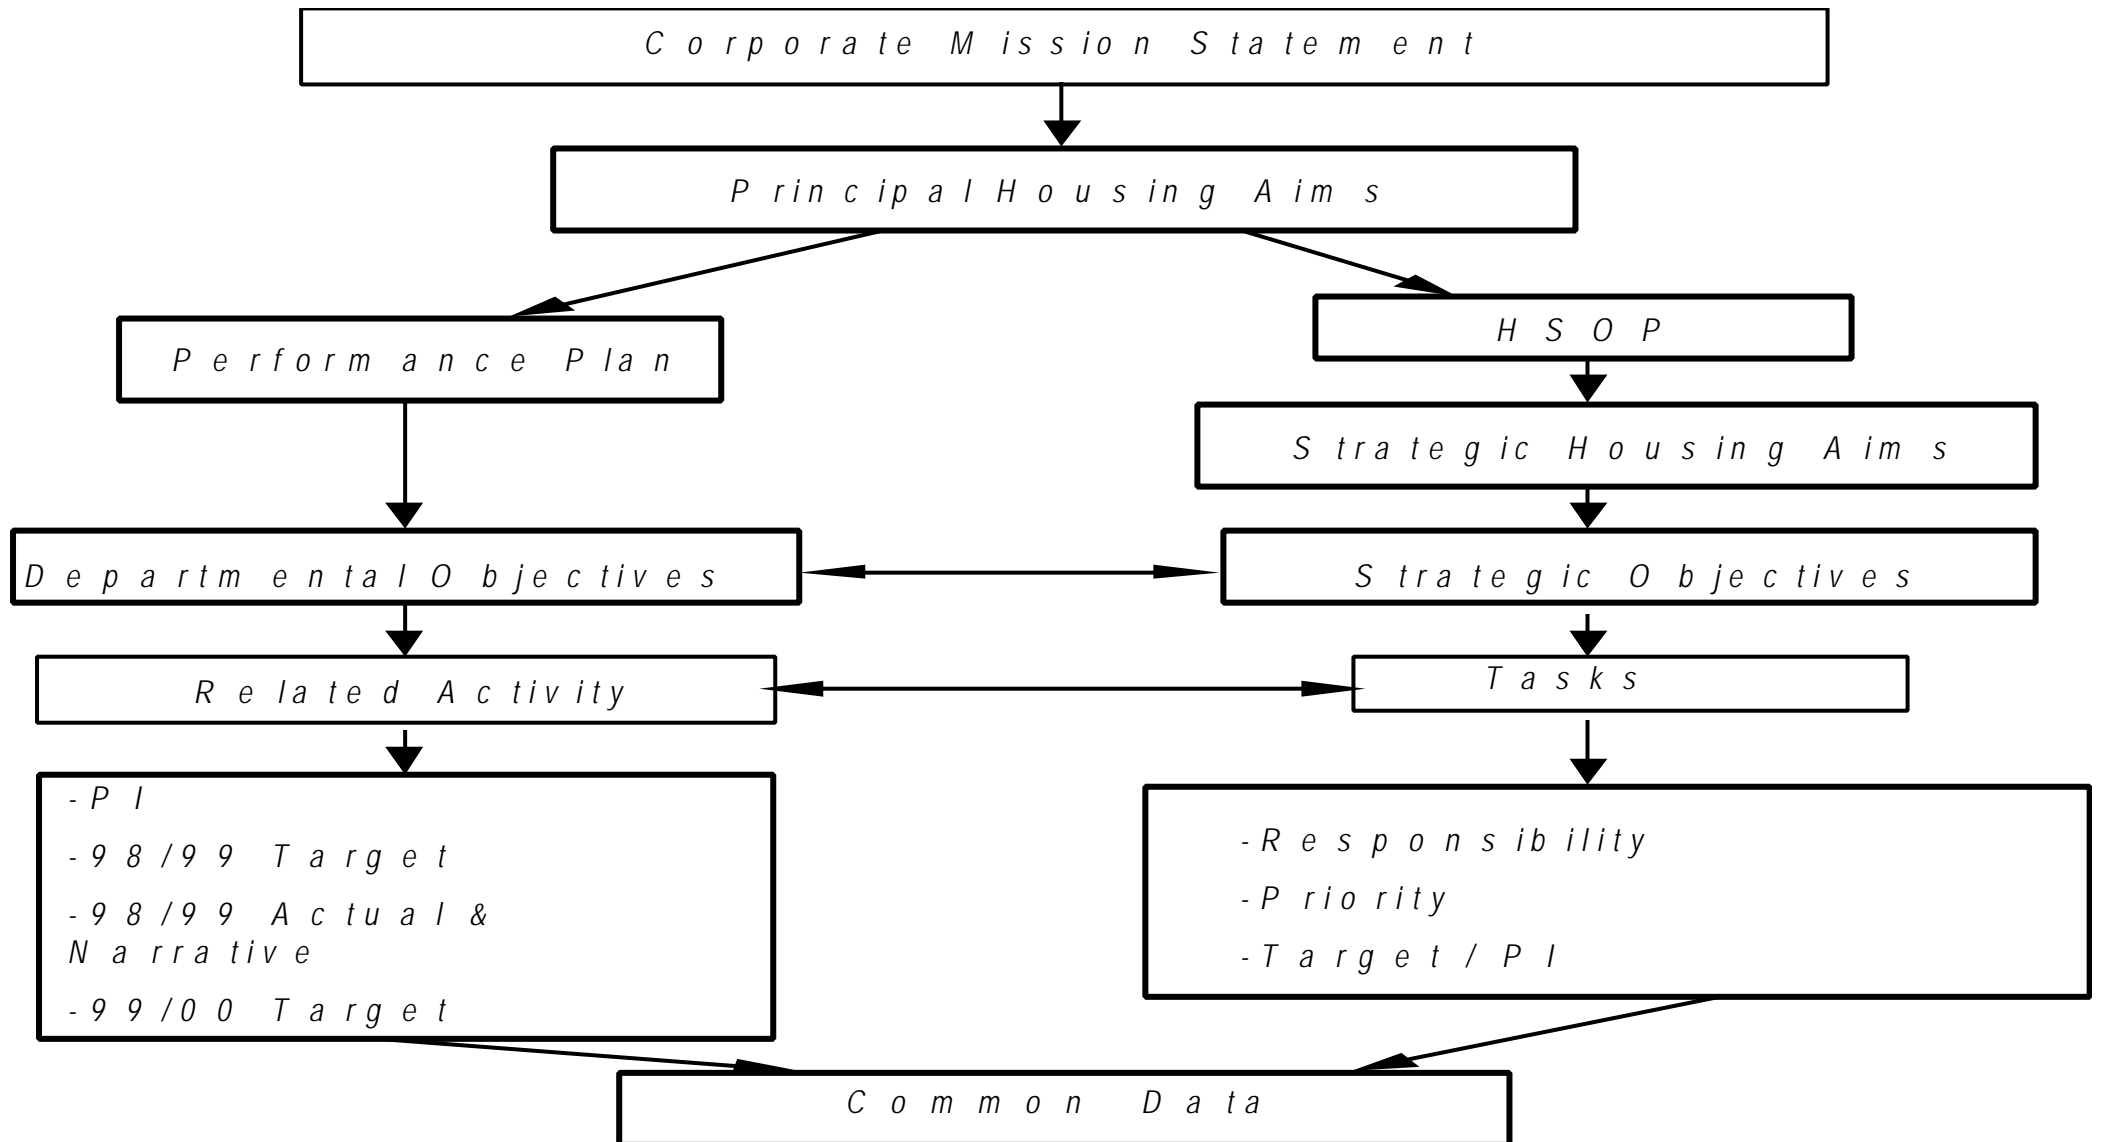 Corporate Mission Statement
Principal Housing Aims
HSOP
Performance Plan
Strategic Housing Aims
Departmental Objectives
Strategic Objectives
Related Activity
Tasks
-PI
-98/99 Target
-98/99 Actual &
Narrative
-99/00 Target
-Responsibility
-Priority
-Target/PI
Common Data